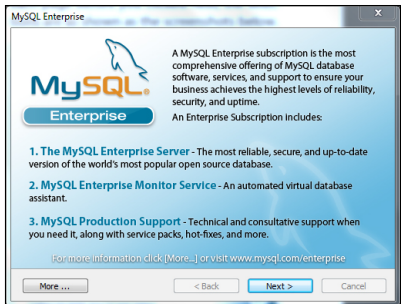 MySQL Enterprise
MySQL®
Enterprise
A MySQL Enterprise subscription is the most
comprehensive offering of MySQL database
software, services, and support to ensure your
business achieves the highest levels of reliability,
security, and uptime.
An Enterprise Subscription includes:
1. The MySQL Enterprise Server - The most reliable, secure, and up-to-date
version of the world's most popular open source database.
2. MySQL Enterprise Monitor Service - An automated virtual database
assistant.
3. MySQL Production Support - Technical and consultative support when
you need it, along with service packs, hot-fixes, and more.
For more information click [More...] or visit www.mysql.com/enterprise
More ...
< Back
Next >
Cancel